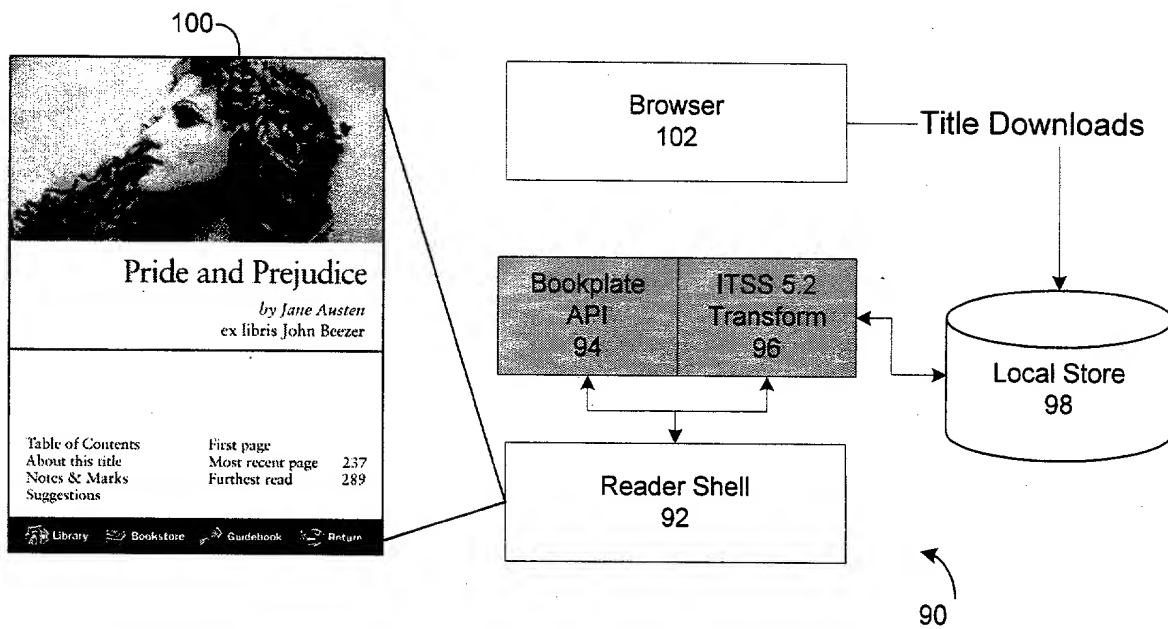 100
Pride and Prejudice
by Jane Austen
ex libris John Beezer
Table of Contents
About this title
Notes & Marks
Suggestions
First page
Most recent page 237
Furthest read 289
Library Bookstore Guidebook Return
Browser
102
Title Downloads
Bookplate
API
94
ITSS 5.2
Transform
96
Local Store
98
Reader Shell
92
90